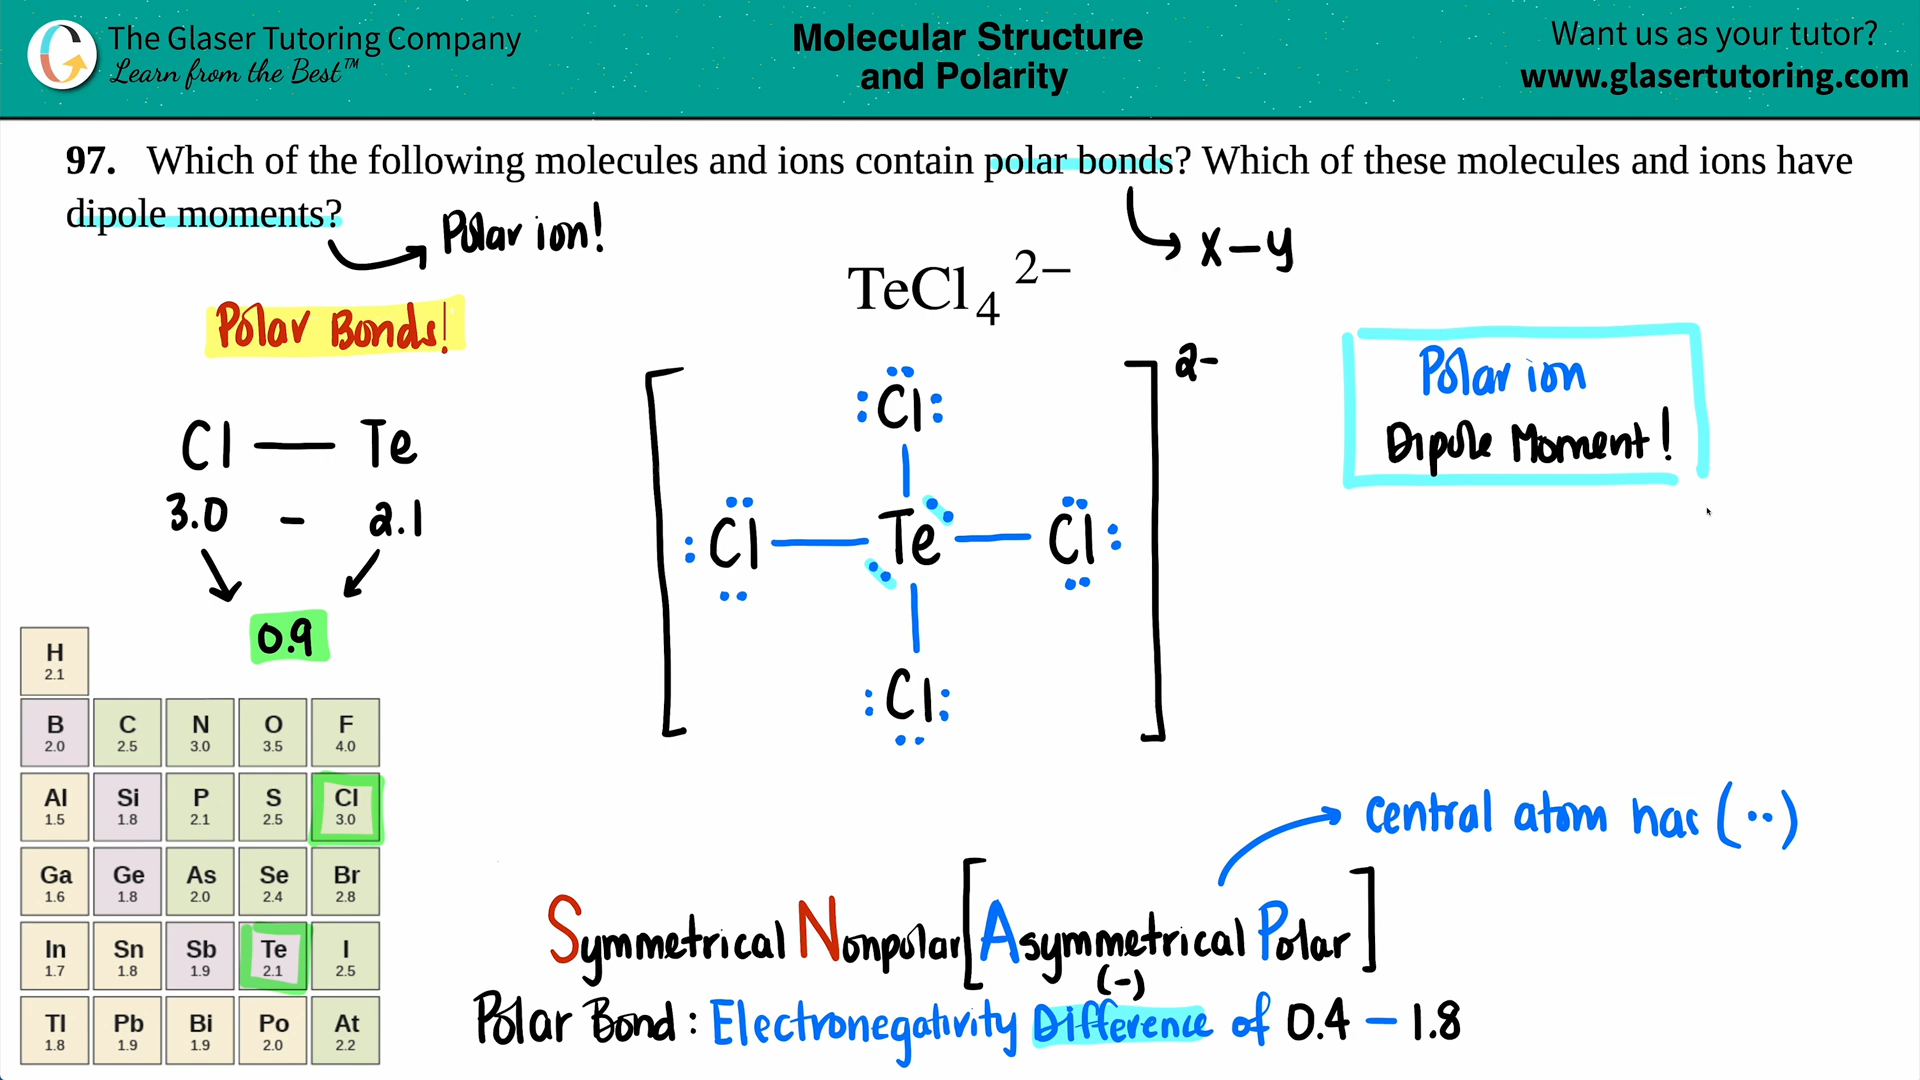 The Glaser Tutoring Company
Learn from the Best™
Molecular Structure
and Polarity
Want us as your tutor?
www.glasertutoring.com
97. Which of the following molecules and ions contain polar bonds? Which of these molecules and ions have
dipole moments?
Polar ion!
x-y
TeCl4 2−
Polar Bonds!
Cl — Te
3.0 - 2.1
0.9
2-
Cl
Cl Te Cl
Cl
Polar ion
Dipole Moment!
H
2.1
B C N O F
2.0 2.5 3.0 3.5 4.0
Al Si P S Cl
1.5 1.8 2.1 2.5 3.0
Ga Ge As Se Br
1.6 1.8 2.0 2.4 2.8
In Sn Sb Te I
1.7 1.8 1.9 2.1 2.5
Tl Pb Bi Po At
1.8 1.9 1.9 2.0 2.2
central atom has (··)
Symmetrical Nonpolar [Asymmetrical Polar]
(-)
Polar Bond: Electronegativity Difference of 0.4 - 1.8